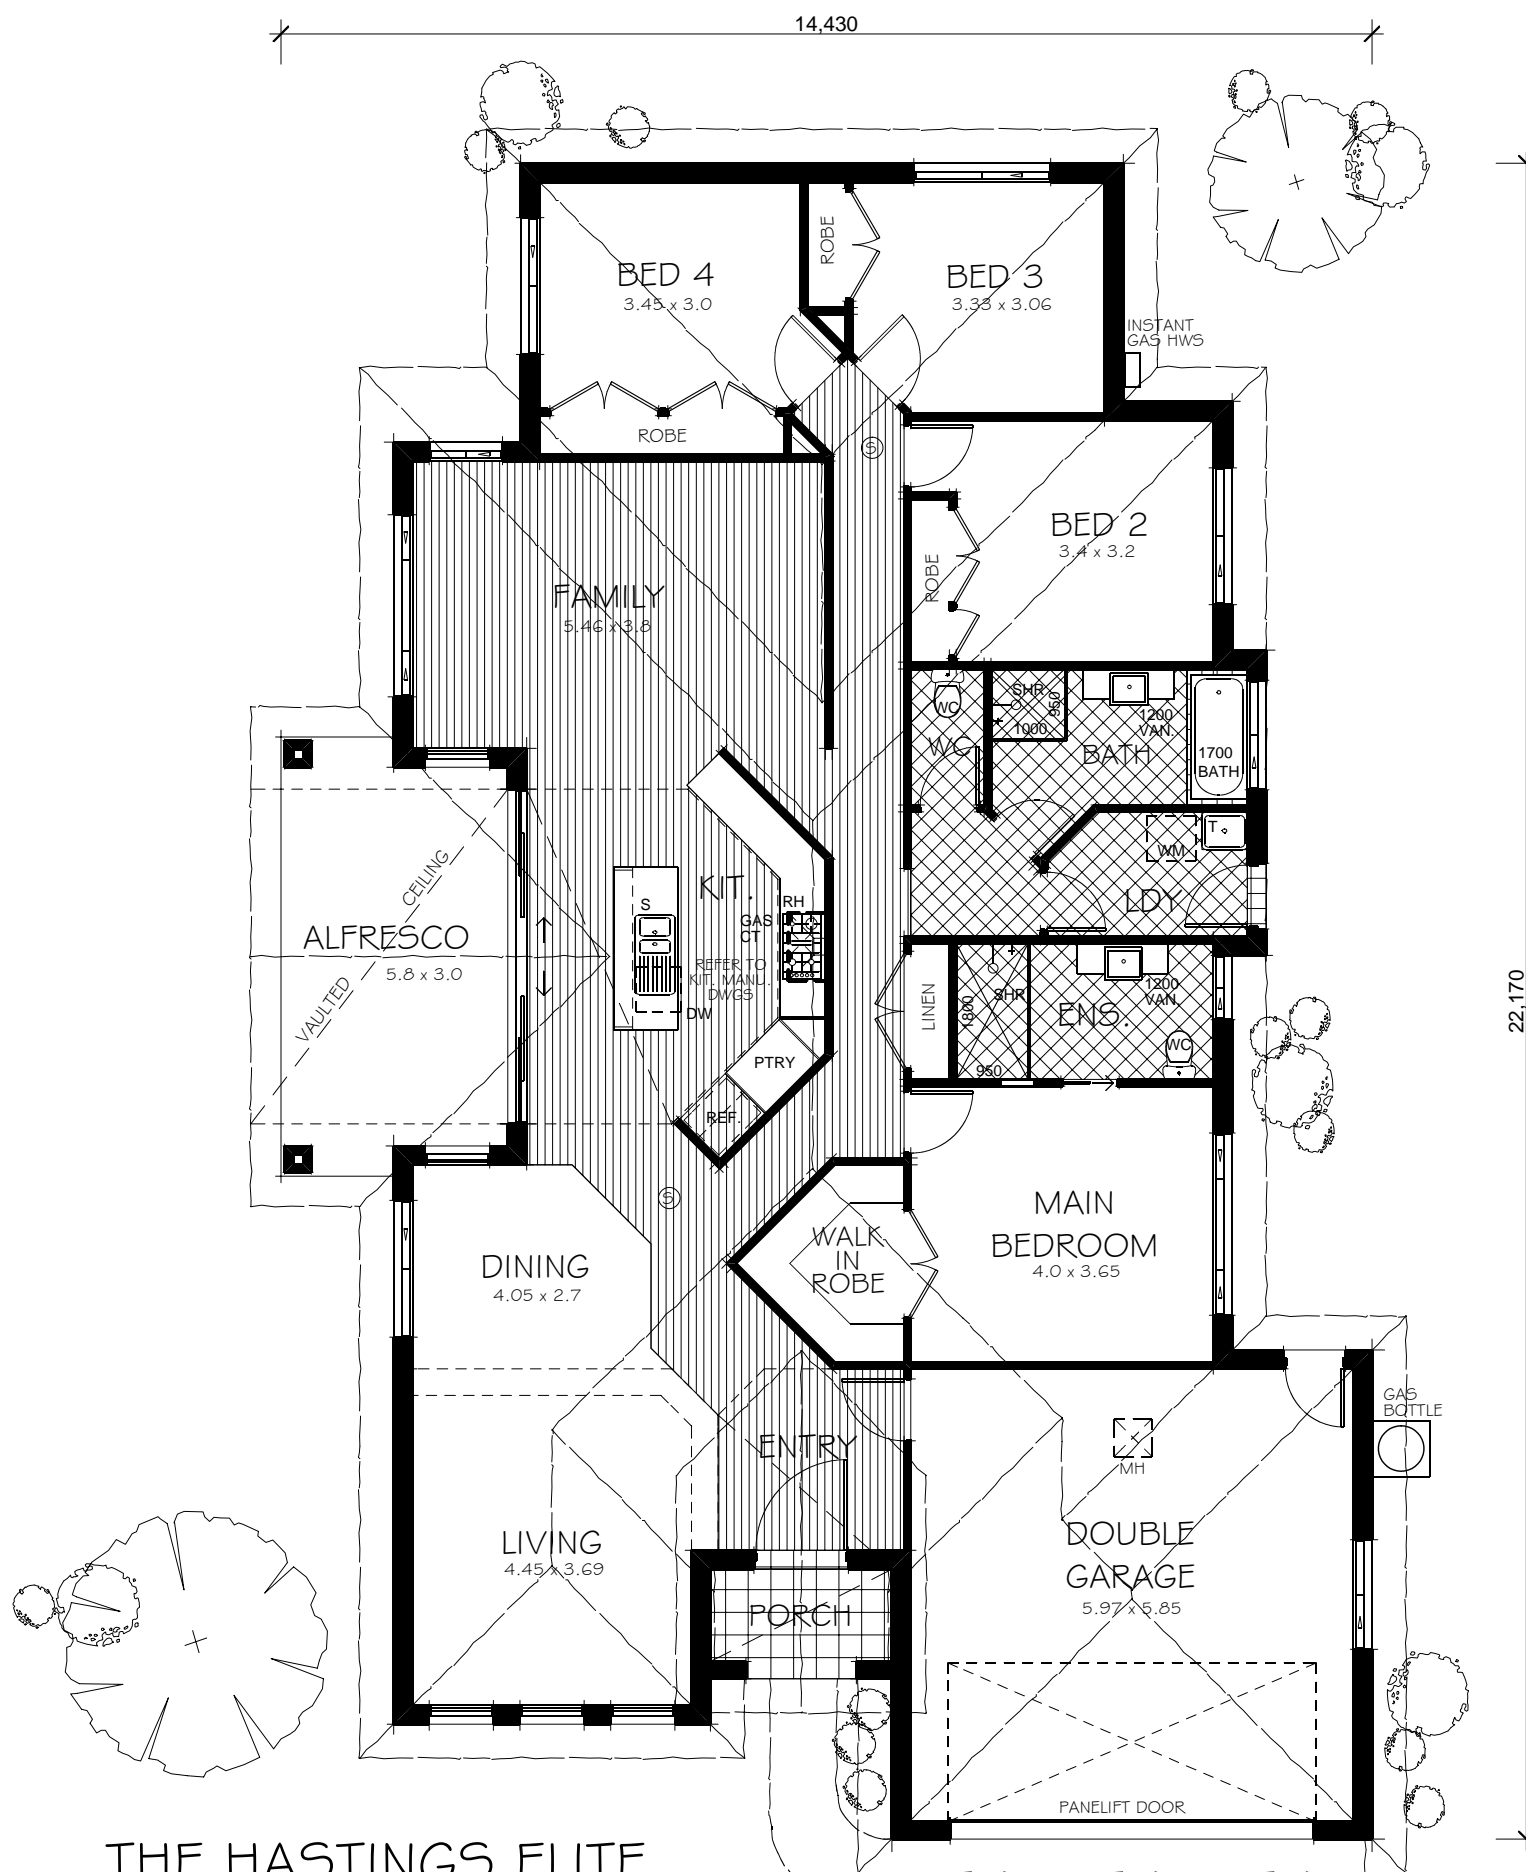 14,430
BED 4
3.45 x 3.0
ROBE
BED 3
3.33 x 3.06
INSTANT
GAS HWS
ROBE
S
BED 2
3.4 x 3.2
ROBE
FAMILY
5.46 x 3.8
WC
WC
SHR
950
1000
1200
VAN.
BATH
1700
BATH
T
WM
LDY
KIT.
S
RH
GAS
CT
REFER TO
KIT. MANU.
DWGS
DW
PTRY
REF.
ALFRESCO
5.8 x 3.0
VAULTED
CEILING
LINEN
1800
SHR
950
ENS.
1200
VAN.
WC
22,170
S
DINING
4.05 x 2.7
WALK
IN
ROBE
MAIN
BEDROOM
4.0 x 3.65
GAS
BOTTLE
MH
ENTRY
LIVING
4.45 x 3.69
PORCH
DOUBLE
GARAGE
5.97 x 5.85
PANELIFT DOOR
THE HASTINGS ELITE